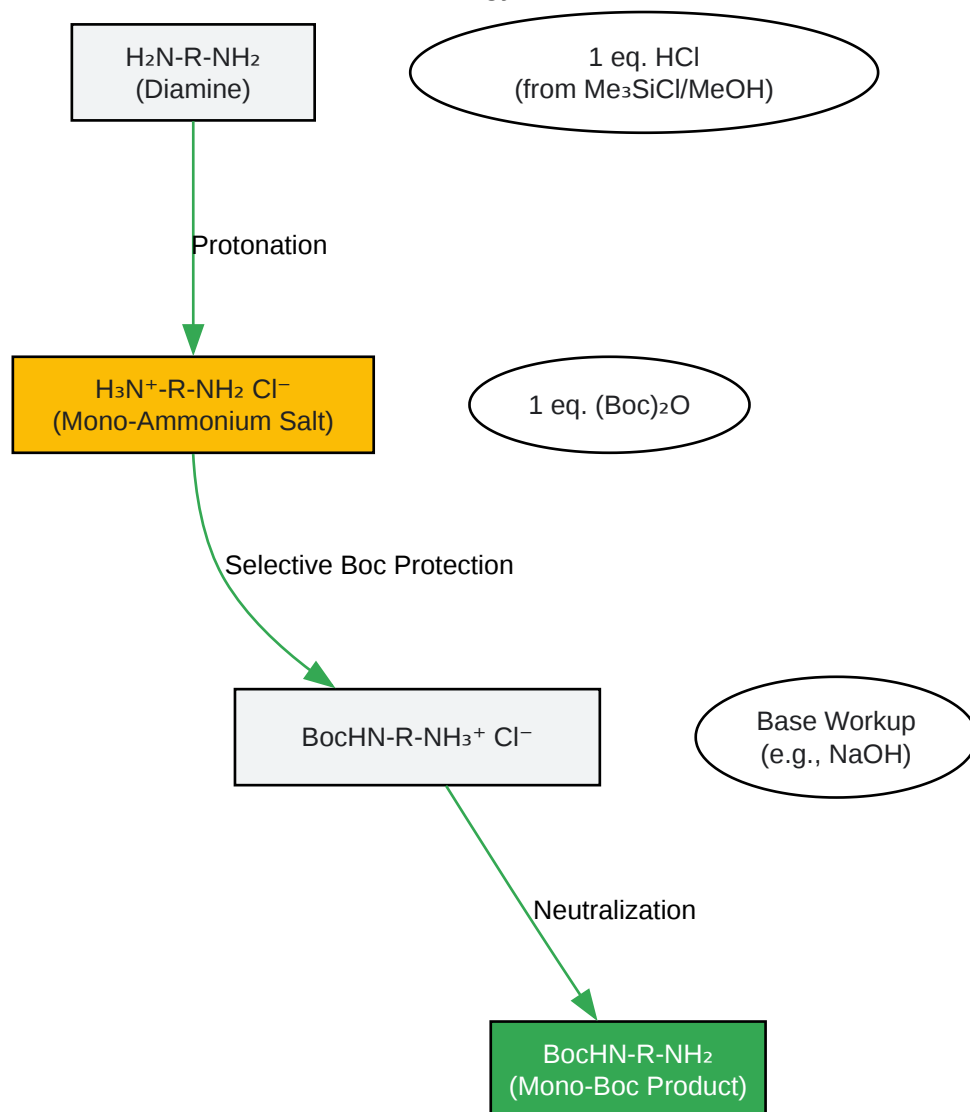 H₂N-R-NH₂
(Diamine)
1 eq. HCl
(from Me₃SiCl/MeOH)
Protonation
H₃N⁺-R-NH₂ Cl⁻
(Mono-Ammonium Salt)
1 eq. (Boc)₂O
Selective Boc Protection
BocHN-R-NH₃⁺ Cl⁻
Base Workup
(e.g., NaOH)
Neutralization
BocHN-R-NH₂
(Mono-Boc Product)